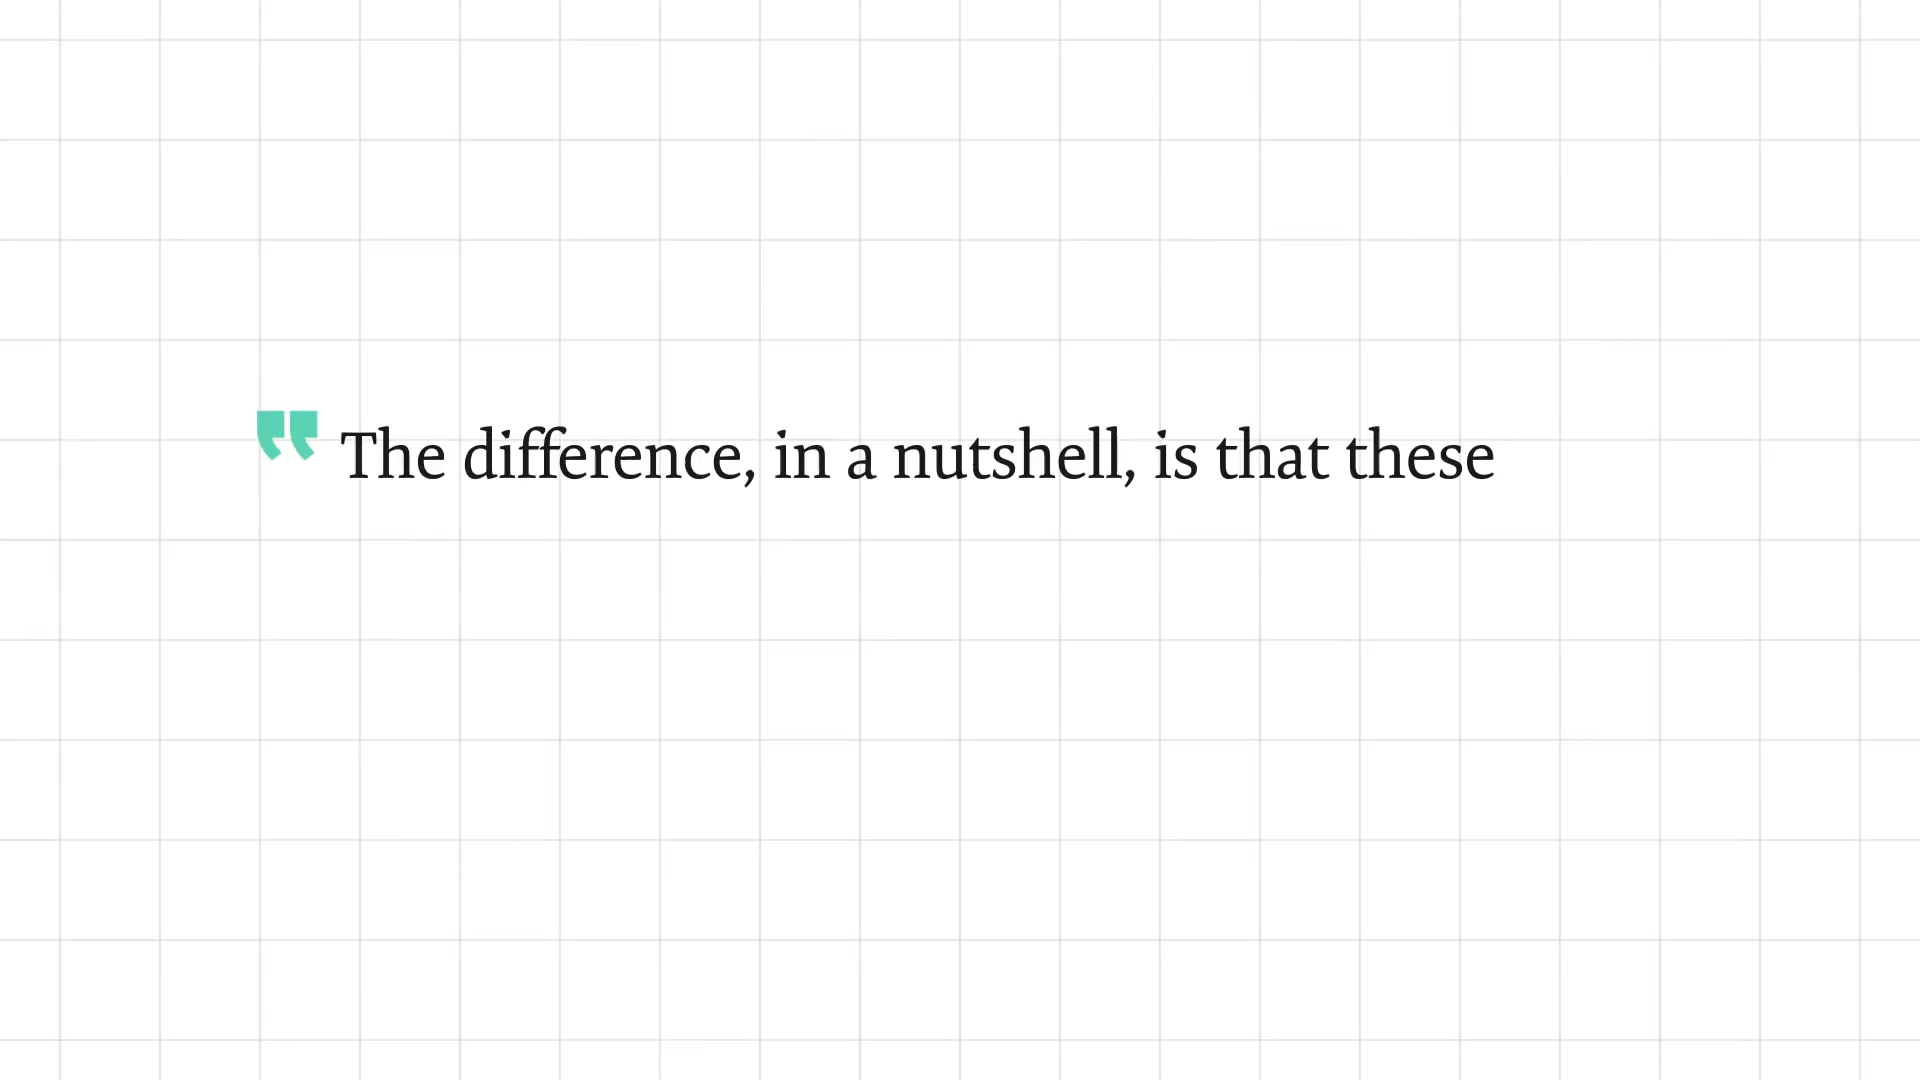 ❝ The difference, in a nutshell, is that these